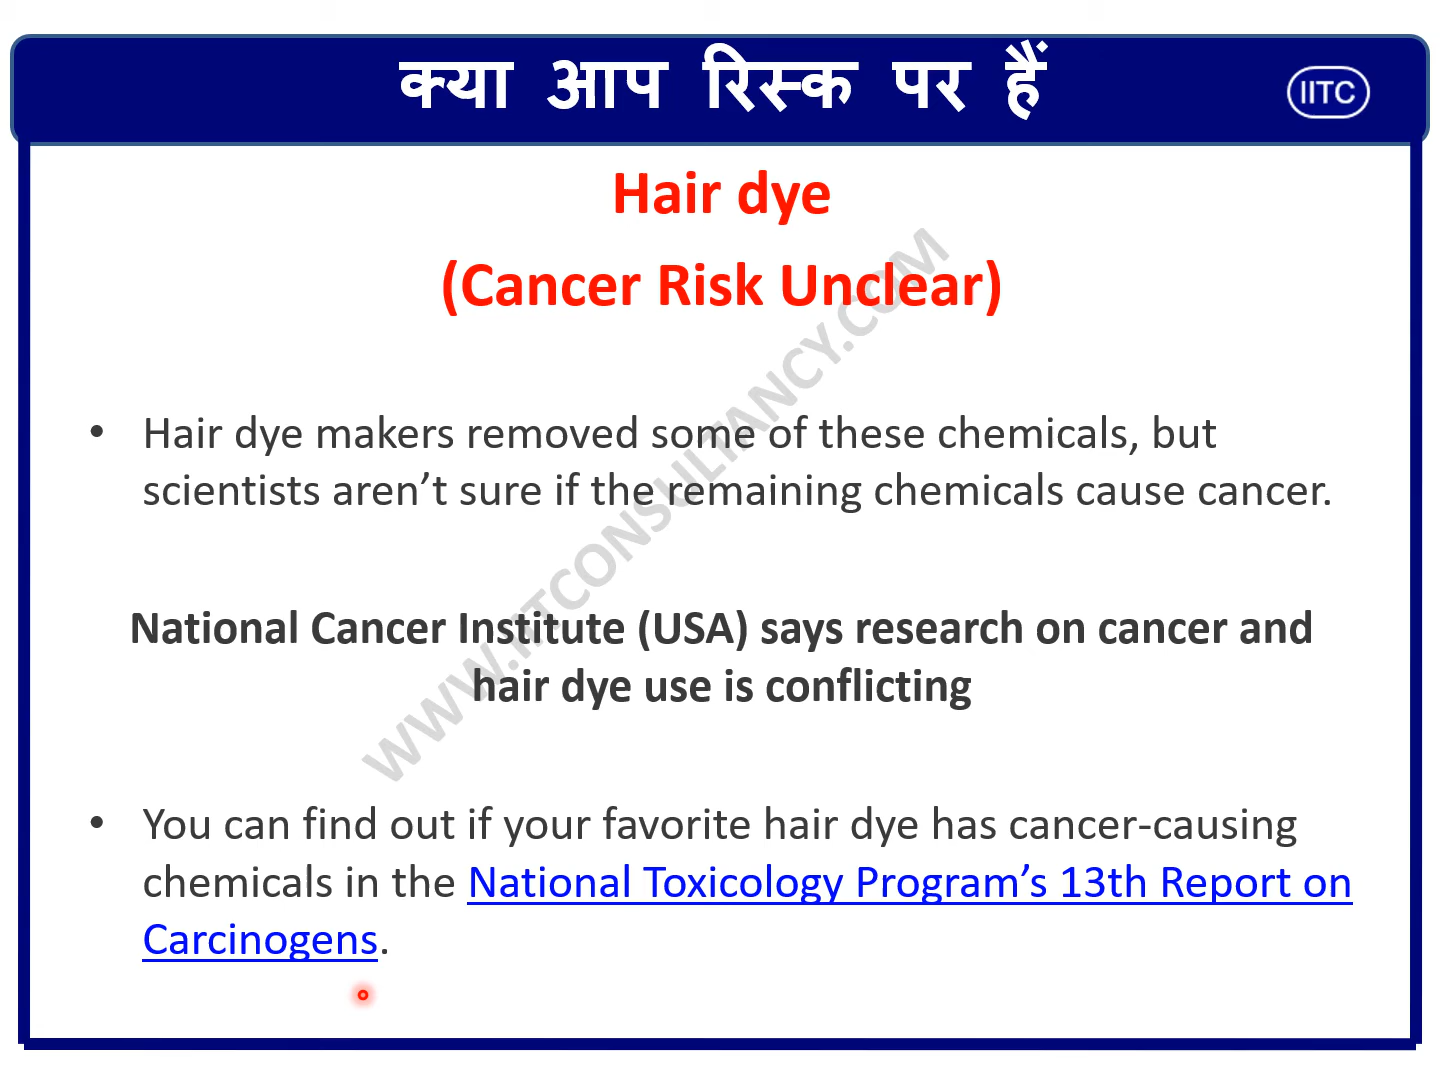 क्या आप रिस्क पर हैं
IITC
Hair dye
(Cancer Risk Unclear)
• Hair dye makers removed some of these chemicals, but
scientists aren’t sure if the remaining chemicals cause cancer.
National Cancer Institute (USA) says research on cancer and
hair dye use is conflicting
• You can find out if your favorite hair dye has cancer-causing
chemicals in the National Toxicology Program’s 13th Report on
Carcinogens.
WWW.IITCONSULTANCY.COM